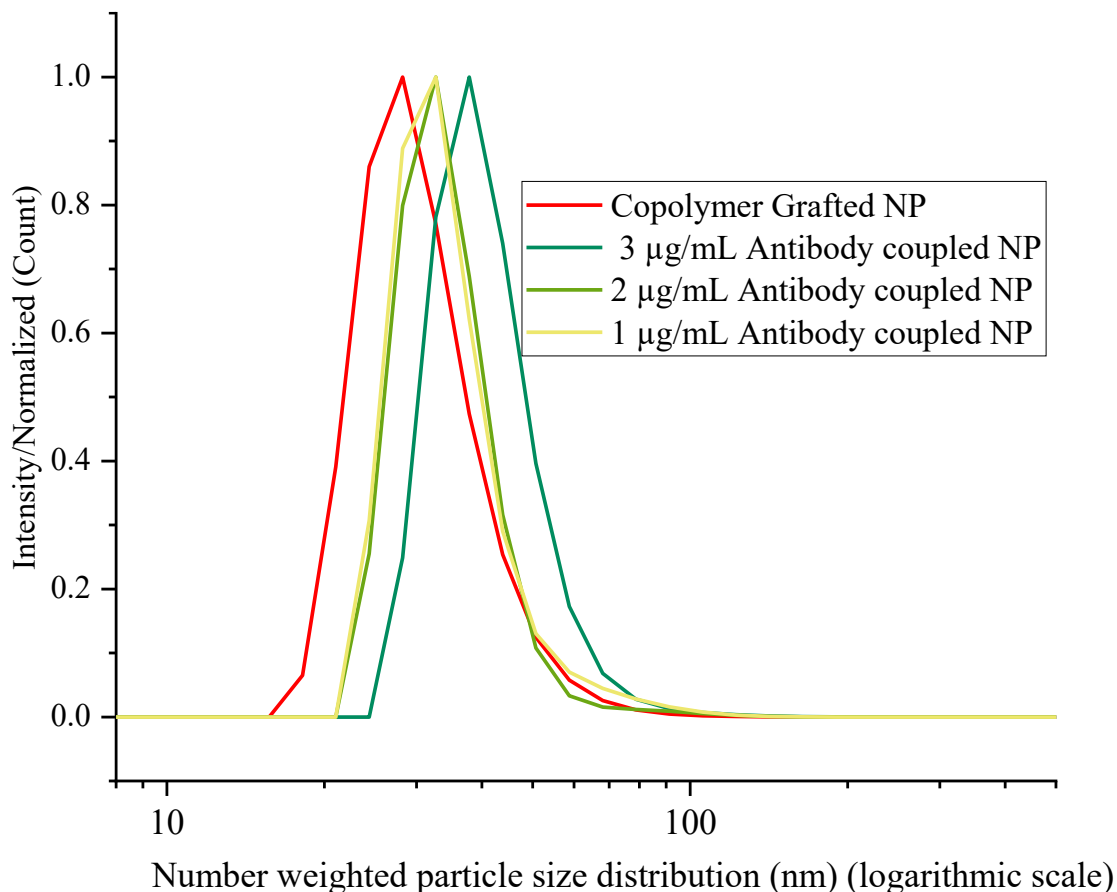 Intensity/Normalized (Count)
1.0
0.8
0.6
0.4
0.2
0.0
Copolymer Grafted NP
3 µg/mL Antibody coupled NP
2 µg/mL Antibody coupled NP
1 µg/mL Antibody coupled NP
10
100
Number weighted particle size distribution (nm) (logarithmic scale)